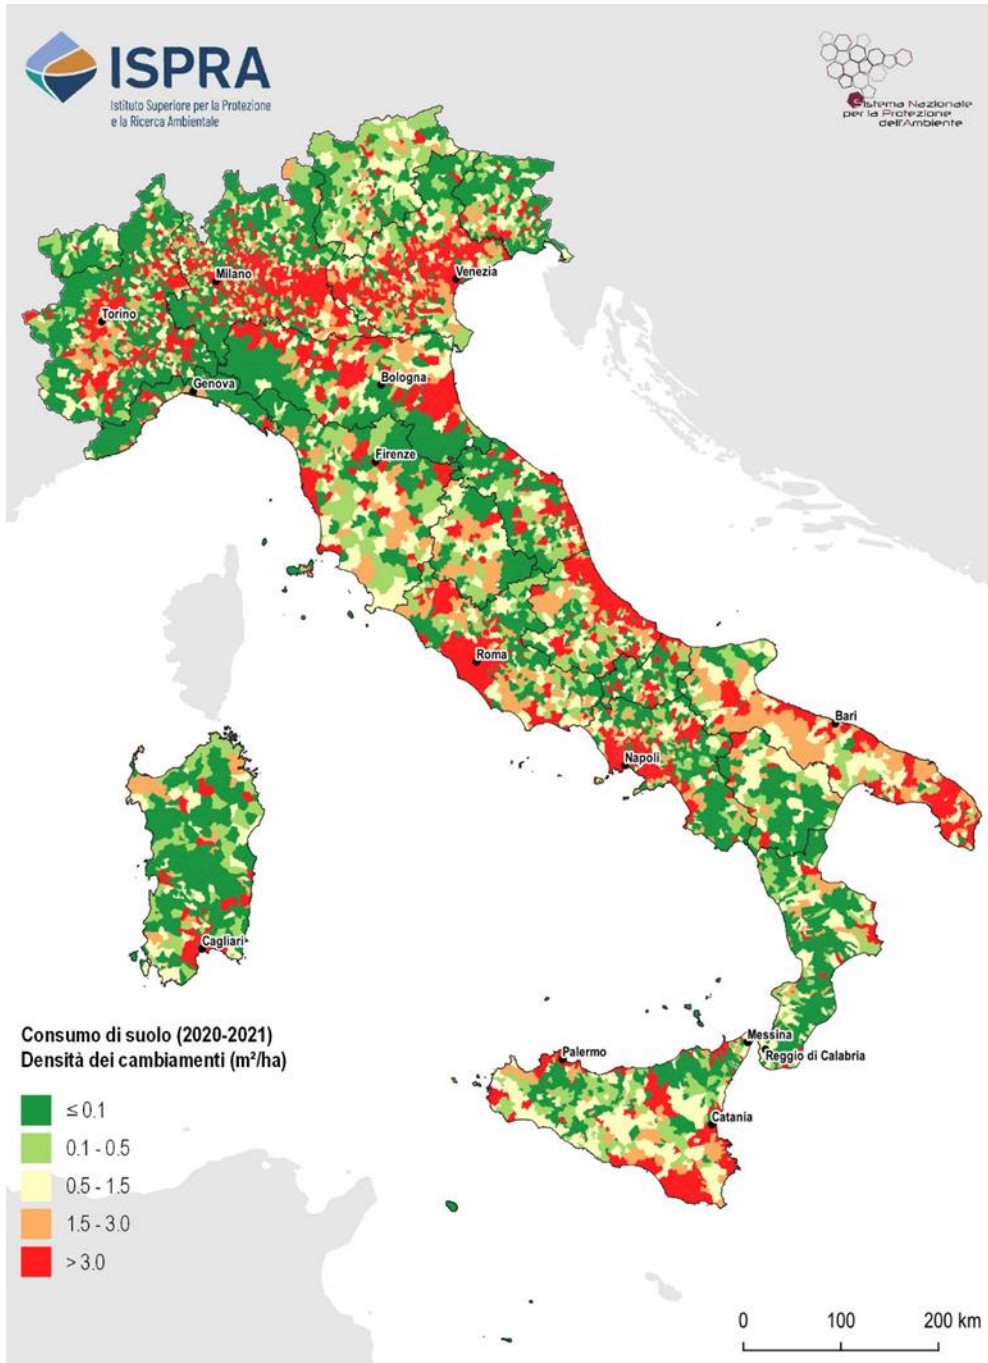 ISPRA
Istituto Superiore per la Protezione
e la Ricerca Ambientale
Sistema Nazionale
per la Protezione
dell'Ambiente
Milano
Venezia
Torino
Genova
Bologna
Firenze
Roma
Bari
Napoli
Cagliari
Messina
Reggio di Calabria
Palermo
Catania
Consumo di suolo (2020-2021)
Densità dei cambiamenti (m²/ha)
≤ 0.1
0.1 - 0.5
0.5 - 1.5
1.5 - 3.0
> 3.0
0 100 200 km